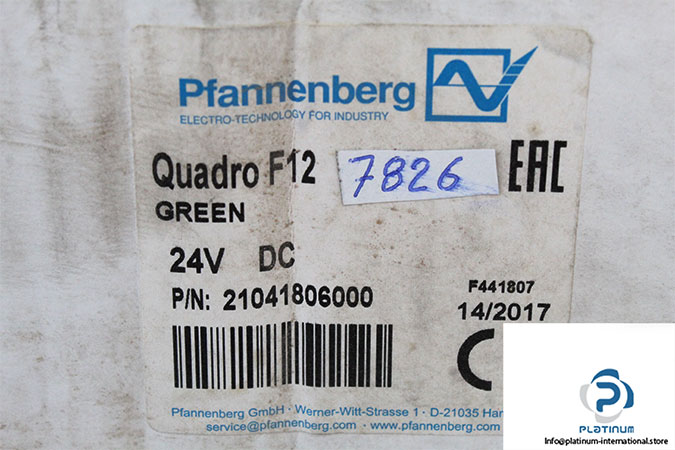 Pfannenberg
ELECTRO-TECHNOLOGY FOR INDUSTRY
Quadro F12 7826 EAC
GREEN
24V DC
P/N: 21041806000
F441807
14/2017
Pfannenberg GmbH · Werner-Witt-Strasse 1 · D-21035
service@pfannenberg.com · www.pfannenberg.com
PLATINUM
Info@platinum-international.store